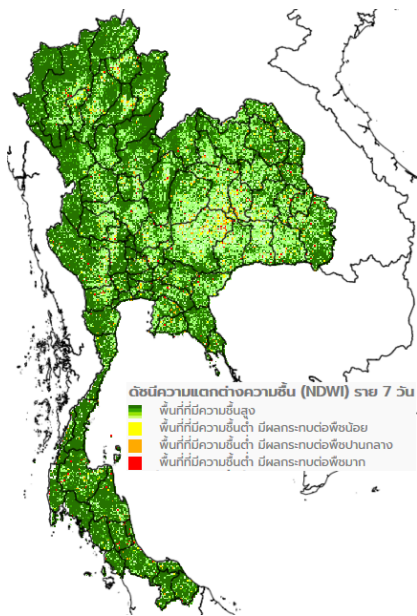 ดัชนีความแตกต่างความชื้น (NDWI) ราย 7 วัน
พื้นที่ที่มีความชื้นสูง
พื้นที่ที่มีความชื้นต่ำ มีผลกระทบต่อพืชน้อย
พื้นที่ที่มีความชื้นต่ำ มีผลกระทบต่อพืชปานกลาง
พื้นที่ที่มีความชื้นต่ำ มีผลกระทบต่อพืชมาก